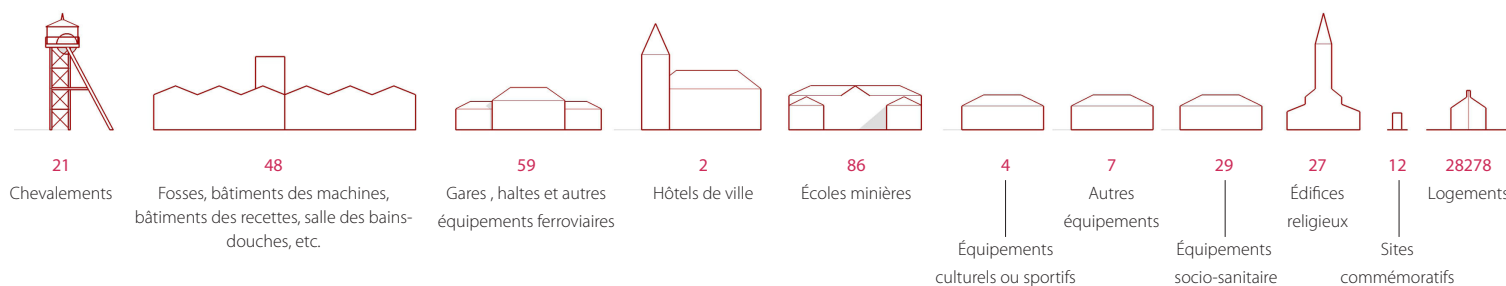 21
Chevalements
48
Fosses, bâtiments des machines,
bâtiments des recettes, salle des bains-
douches, etc.
59
Gares , haltes et autres
équipements ferroviaires
2
Hôtels de ville
86
Écoles minières
4
Équipements
culturels ou sportifs
7
Autres
équipements
29
Équipements
socio-sanitaire
27
Édifices
religieux
12
Sites
commémoratifs
28278
Logements